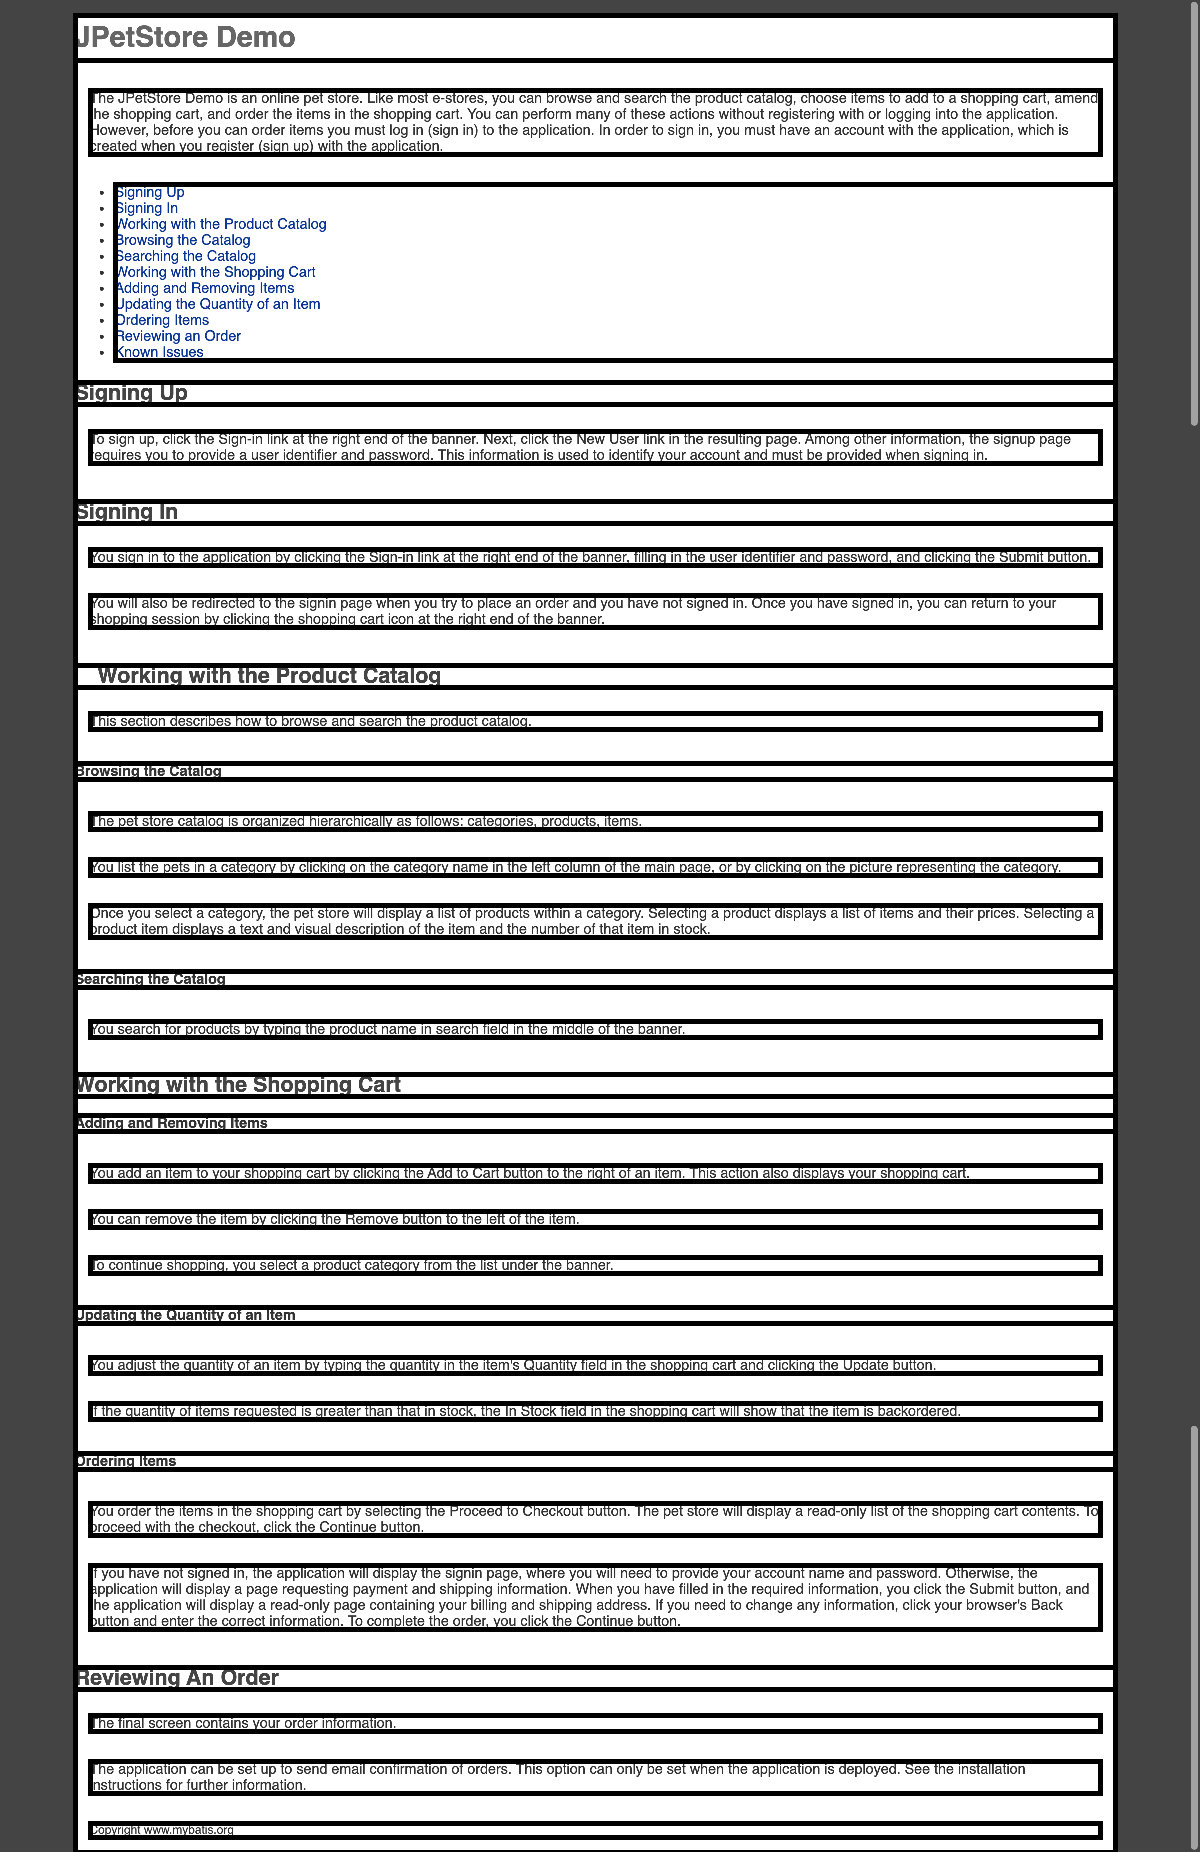 JPetStore Demo
The JPetStore Demo is an online pet store. Like most e-stores, you can browse and search the product catalog, choose items to add to a shopping cart, amend
the shopping cart, and order the items in the shopping cart. You can perform many of these actions without registering with or logging into the application.
However, before you can order items you must log in (sign in) to the application. In order to sign in, you must have an account with the application, which is
created when you register (sign up) with the application.
• Signing Up
• Signing In
• Working with the Product Catalog
• Browsing the Catalog
• Searching the Catalog
• Working with the Shopping Cart
• Adding and Removing Items
• Updating the Quantity of an Item
• Ordering Items
• Reviewing an Order
• Known Issues
Signing Up
To sign up, click the Sign-in link at the right end of the banner. Next, click the New User link in the resulting page. Among other information, the signup page
requires you to provide a user identifier and password. This information is used to identify your account and must be provided when signing in.
Signing In
You sign in to the application by clicking the Sign-in link at the right end of the banner, filling in the user identifier and password, and clicking the Submit button.
You will also be redirected to the signin page when you try to place an order and you have not signed in. Once you have signed in, you can return to your
shopping session by clicking the shopping cart icon at the right end of the banner.
Working with the Product Catalog
This section describes how to browse and search the product catalog.
Browsing the Catalog
The pet store catalog is organized hierarchically as follows: categories, products, items.
You list the pets in a category by clicking on the category name in the left column of the main page, or by clicking on the picture representing the category.
Once you select a category, the pet store will display a list of products within a category. Selecting a product displays a list of items and their prices. Selecting a
product item displays a text and visual description of the item and the number of that item in stock.
Searching the Catalog
You search for products by typing the product name in search field in the middle of the banner.
Working with the Shopping Cart
Adding and Removing Items
You add an item to your shopping cart by clicking the Add to Cart button to the right of an item. This action also displays your shopping cart.
You can remove the item by clicking the Remove button to the left of the item.
To continue shopping, you select a product category from the list under the banner.
Updating the Quantity of an Item
You adjust the quantity of an item by typing the quantity in the item's Quantity field in the shopping cart and clicking the Update button.
If the quantity of items requested is greater than that in stock, the In Stock field in the shopping cart will show that the item is backordered.
Ordering Items
You order the items in the shopping cart by selecting the Proceed to Checkout button. The pet store will display a read-only list of the shopping cart contents. To
proceed with the checkout, click the Continue button.
If you have not signed in, the application will display the signin page, where you will need to provide your account name and password. Otherwise, the
application will display a page requesting payment and shipping information. When you have filled in the required information, you click the Submit button, and
the application will display a read-only page containing your billing and shipping address. If you need to change any information, click your browser's Back
button and enter the correct information. To complete the order, you click the Continue button.
Reviewing An Order
The final screen contains your order information.
The application can be set up to send email confirmation of orders. This option can only be set when the application is deployed. See the installation
instructions for further information.
Copyright www.mybatis.org